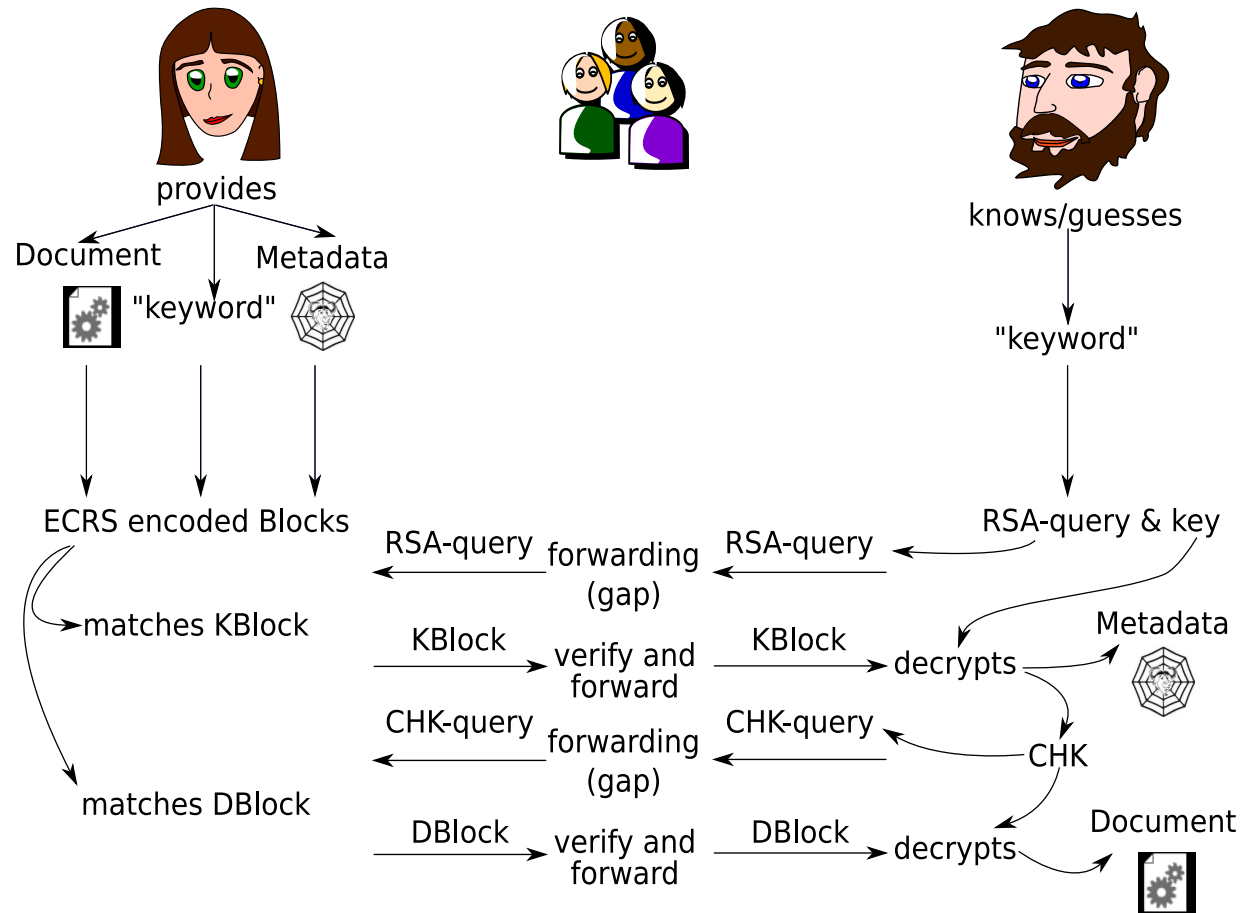 provides
knows/guesses
Document
Metadata
"keyword"
"keyword"
ECRS encoded Blocks
RSA-query & key
RSA-query
forwarding
(gap)
RSA-query
matches KBlock
KBlock
verify and
forward
KBlock
decrypts
Metadata
CHK-query
forwarding
(gap)
CHK-query
CHK
matches DBlock
DBlock
verify and
forward
DBlock
decrypts
Document